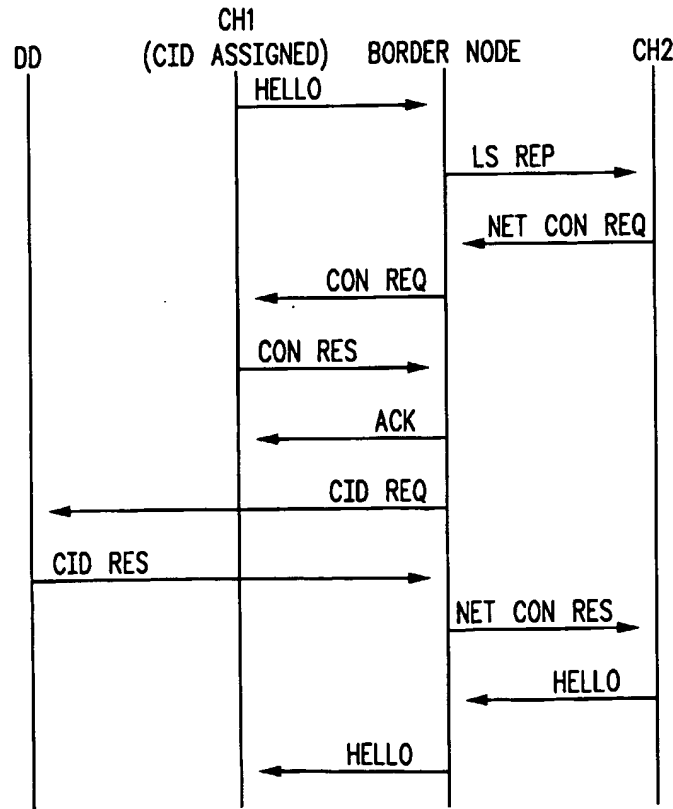 CH1
DD (CID ASSIGNED) BORDER NODE CH2
HELLO
LS REP
NET CON REQ
CON REQ
CON RES
ACK
CID REQ
CID RES
NET CON RES
HELLO
HELLO